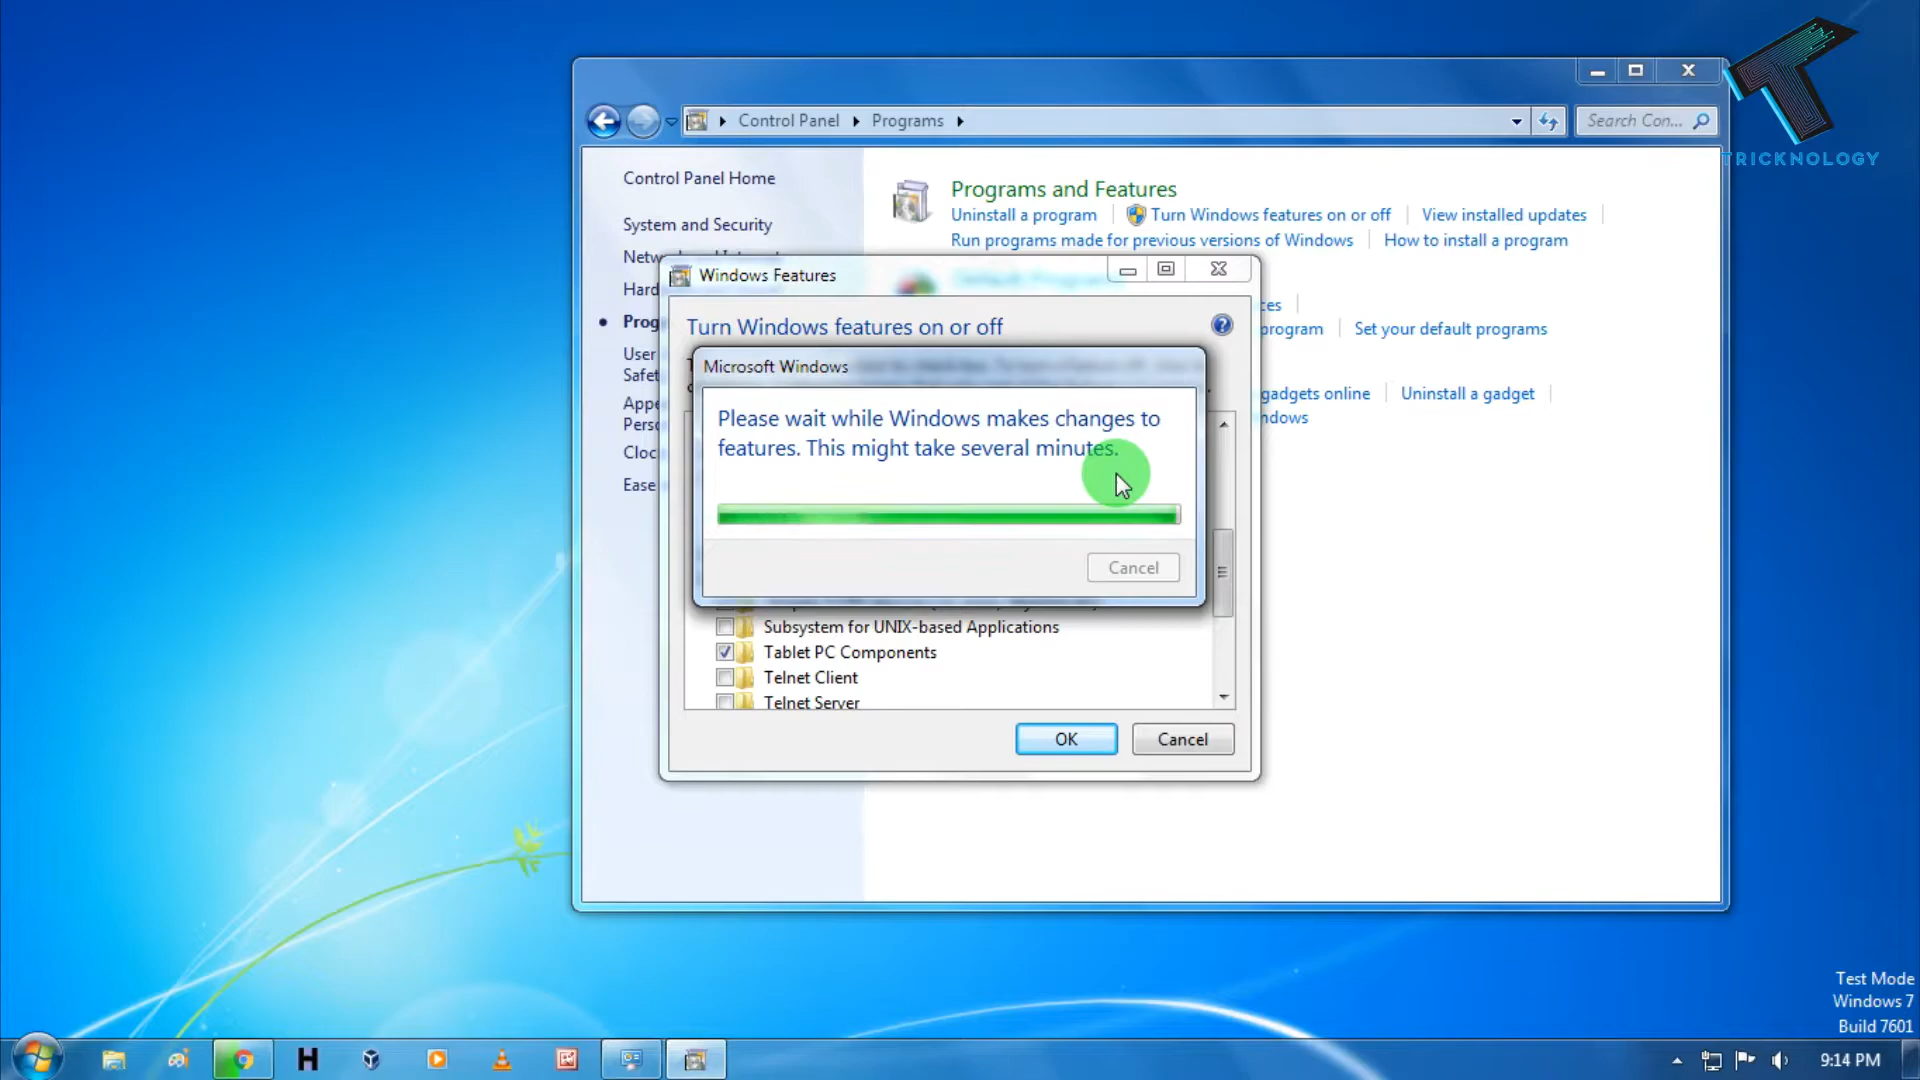 TRICKNOLOGY
Control Panel
Programs
Search Con...
Control Panel Home
System and Security
Hard
Prog
User
Safet
Appe
Perso
Cloc
Ease
Programs and Features
Uninstall a program
Turn Windows features on or off
View installed updates
Run programs made for previous versions of Windows
How to install a program
program
Set your default programs
gadgets online
Uninstall a gadget
Windows Features
Turn Windows features on or off
Microsoft Windows
Please wait while Windows makes changes to
features. This might take several minutes.
Cancel
Subsystem for UNIX-based Applications
Tablet PC Components
Telnet Client
Telnet Server
OK
Cancel
Test Mode
Windows 7
Build 7601
H
9:14 PM